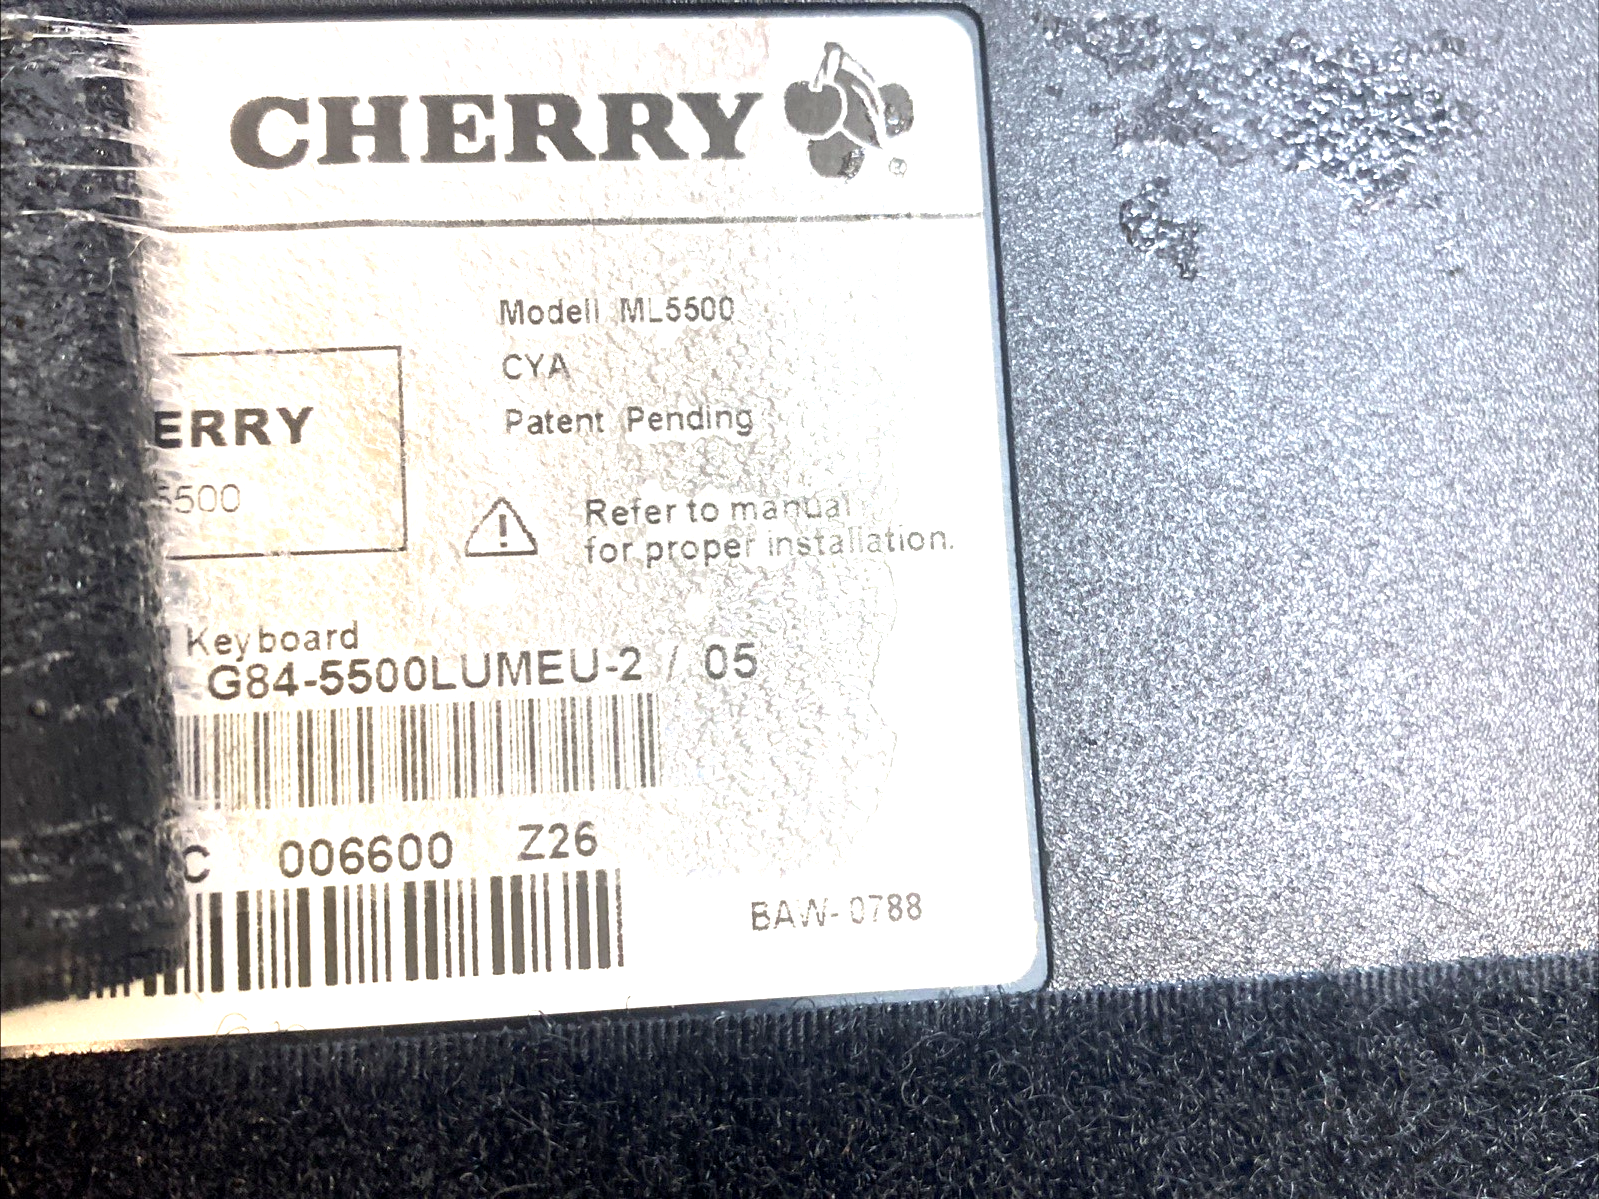 CHERRY
®
Modell ML5500
CYA
Patent Pending
ERRY
5500
Refer to manual
for proper installation.
Keyboard
G84-5500LUMEU-2 / 05
C 006600 Z26
BAW-0788